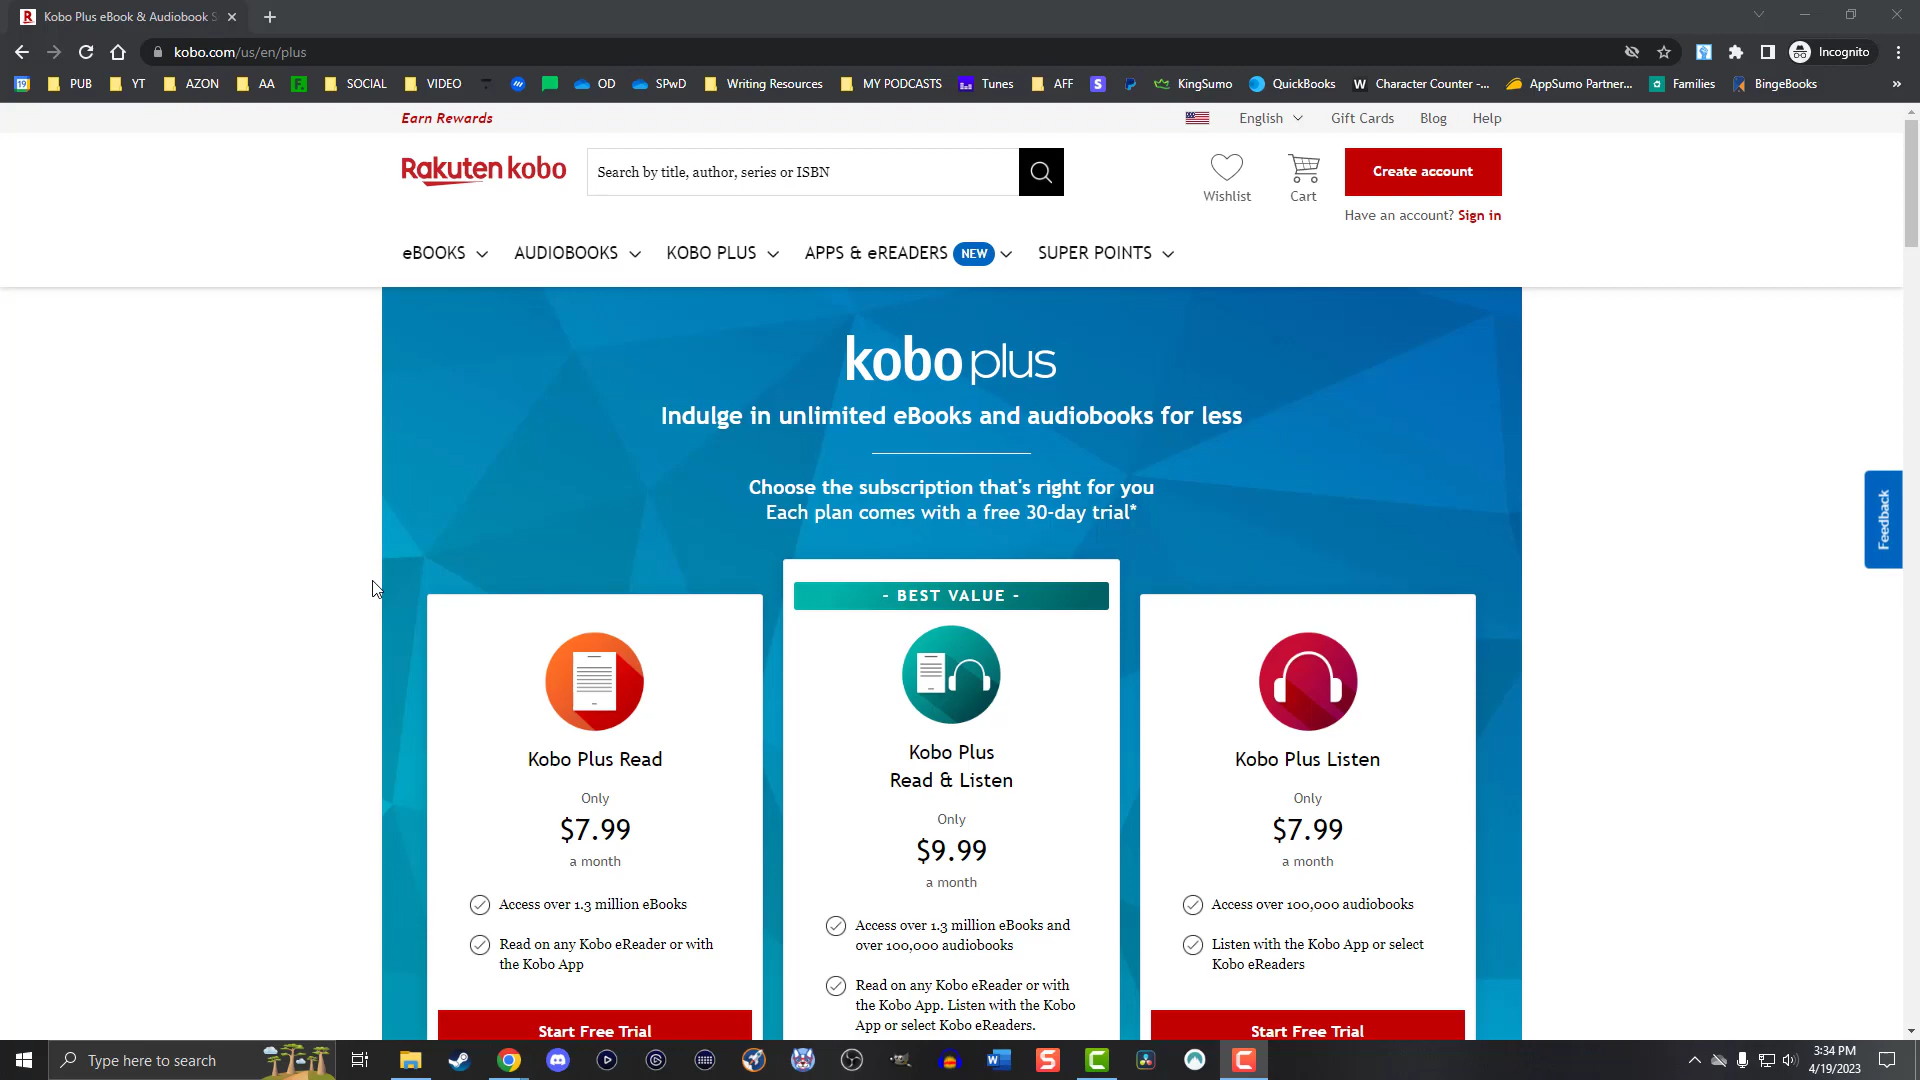 Kobo Plus eBook & Audiobook S
kobo.com/us/en/plus
Incognito
19
PUB
YT
AZON
AA
SOCIAL
VIDEO
OD
SPwD
Writing Resources
MY PODCASTS
Tunes
AFF
KingSumo
QuickBooks
Character Counter -...
AppSumo Partner...
Families
BingeBooks
Earn Rewards
English
Gift Cards
Blog
Help
Rakuten kobo
Search by title, author, series or ISBN
Wishlist
Cart
Create account
Have an account? Sign in
eBOOKS
AUDIOBOOKS
KOBO PLUS
APPS & eREADERS NEW
SUPER POINTS
kobo plus
Indulge in unlimited eBooks and audiobooks for less
Choose the subscription that's right for you
Each plan comes with a free 30-day trial*
Feedback
Kobo Plus Read
Only
$7.99
a month
Access over 1.3 million eBooks
Read on any Kobo eReader or with
the Kobo App
Start Free Trial
- BEST VALUE -
Kobo Plus
Read & Listen
Only
$9.99
a month
Access over 1.3 million eBooks and
over 100,000 audiobooks
Read on any Kobo eReader or with
the Kobo App. Listen with the Kobo
App or select Kobo eReaders.
Kobo Plus Listen
Only
$7.99
a month
Access over 100,000 audiobooks
Listen with the Kobo App or select
Kobo eReaders
Start Free Trial
Type here to search
3:34 PM
4/19/2023